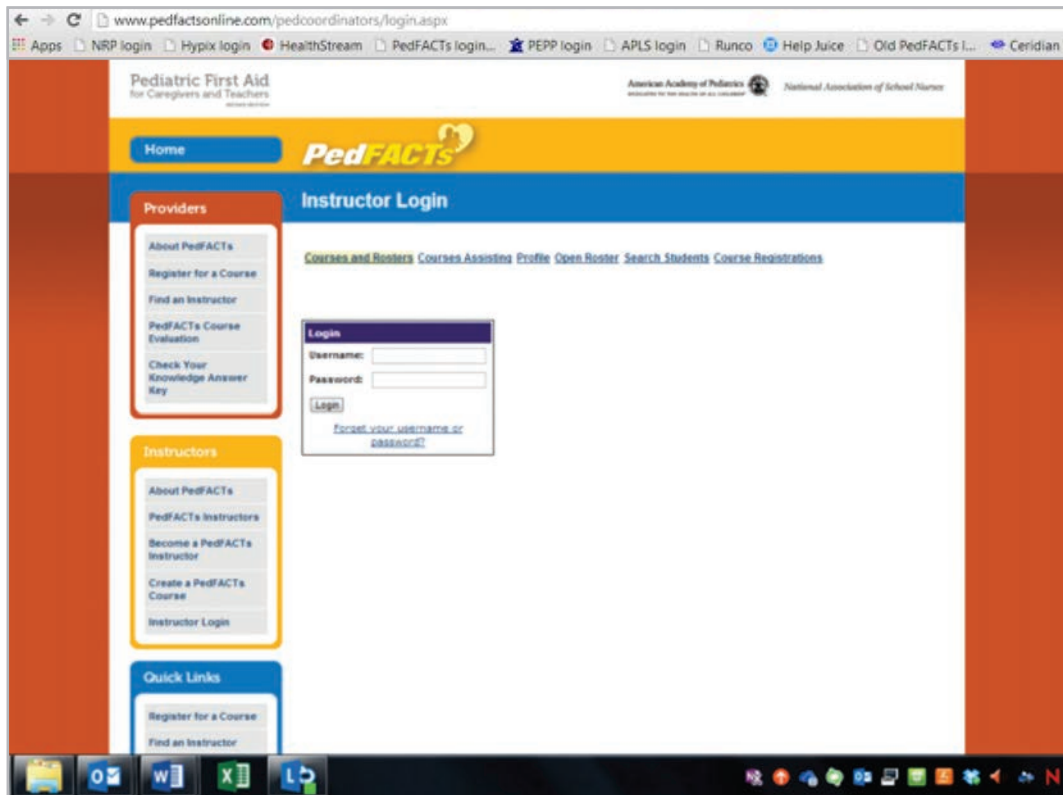 www.pedfactsonline.com/pedcoordinators/login.aspx
Apps NRP login Hypix login HealthStream PedFACTs login... PEPP login APLS login Runco Help Juice Old PedFACTs l... Ceridian
Pediatric First Aid
for Caregivers and Teachers
American Academy of Pediatrics
National Association of School Nurses
Home
PedFACTs
Instructor Login
Providers
About PedFACTs
Register for a Course
Find an Instructor
PedFACTs Course
Evaluation
Check Your
Knowledge Answer
Key
Courses and Rosters Courses Assisting Profile Open Roster Search Students Course Registrations
Login
Username:
Password:
Login
Forget your username or
password?
Instructors
About PedFACTs
PedFACTs Instructors
Become a PedFACTs
Instructor
Create a PedFACTs
Course
Instructor Login
Quick Links
Register for a Course
Find an Instructor